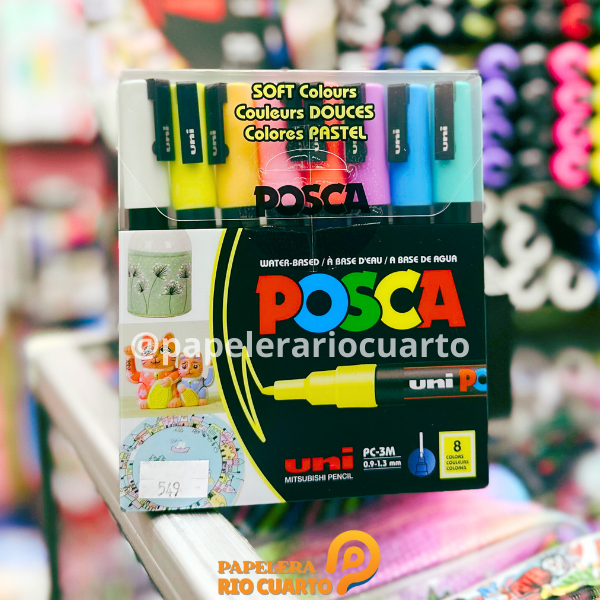 SOFT Colours
Couleurs DOUCES
Colores PASTEL
uni
uni
uni
uni
uni
uni
POSCA
WATER-BASED / À BASE D'EAU / A BASE DE AGUA
POSCA
@papelerariocuarto
uni PO
uni
MITSUBISHI PENCIL
PC-3M
0.9-1.3 mm
8
COLORS
COULEURS
COLORES
549
PAPELERA
RIO CUARTO